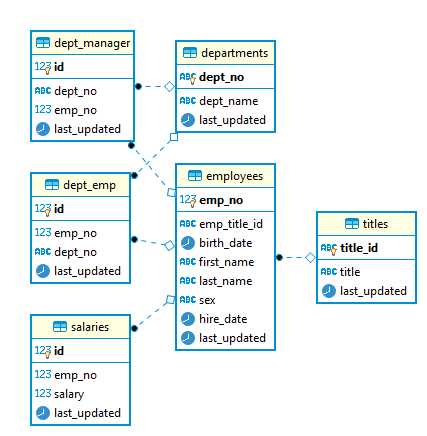 dept_manager
123 id
ABC dept_no
123 emp_no
last_updated
departments
ABC dept_no
ABC dept_name
last_updated
dept_emp
123 id
123 emp_no
ABC dept_no
last_updated
employees
123 emp_no
ABC emp_title_id
birth_date
ABC first_name
ABC last_name
ABC sex
hire_date
last_updated
titles
ABC title_id
ABC title
last_updated
salaries
123 id
123 emp_no
123 salary
last_updated